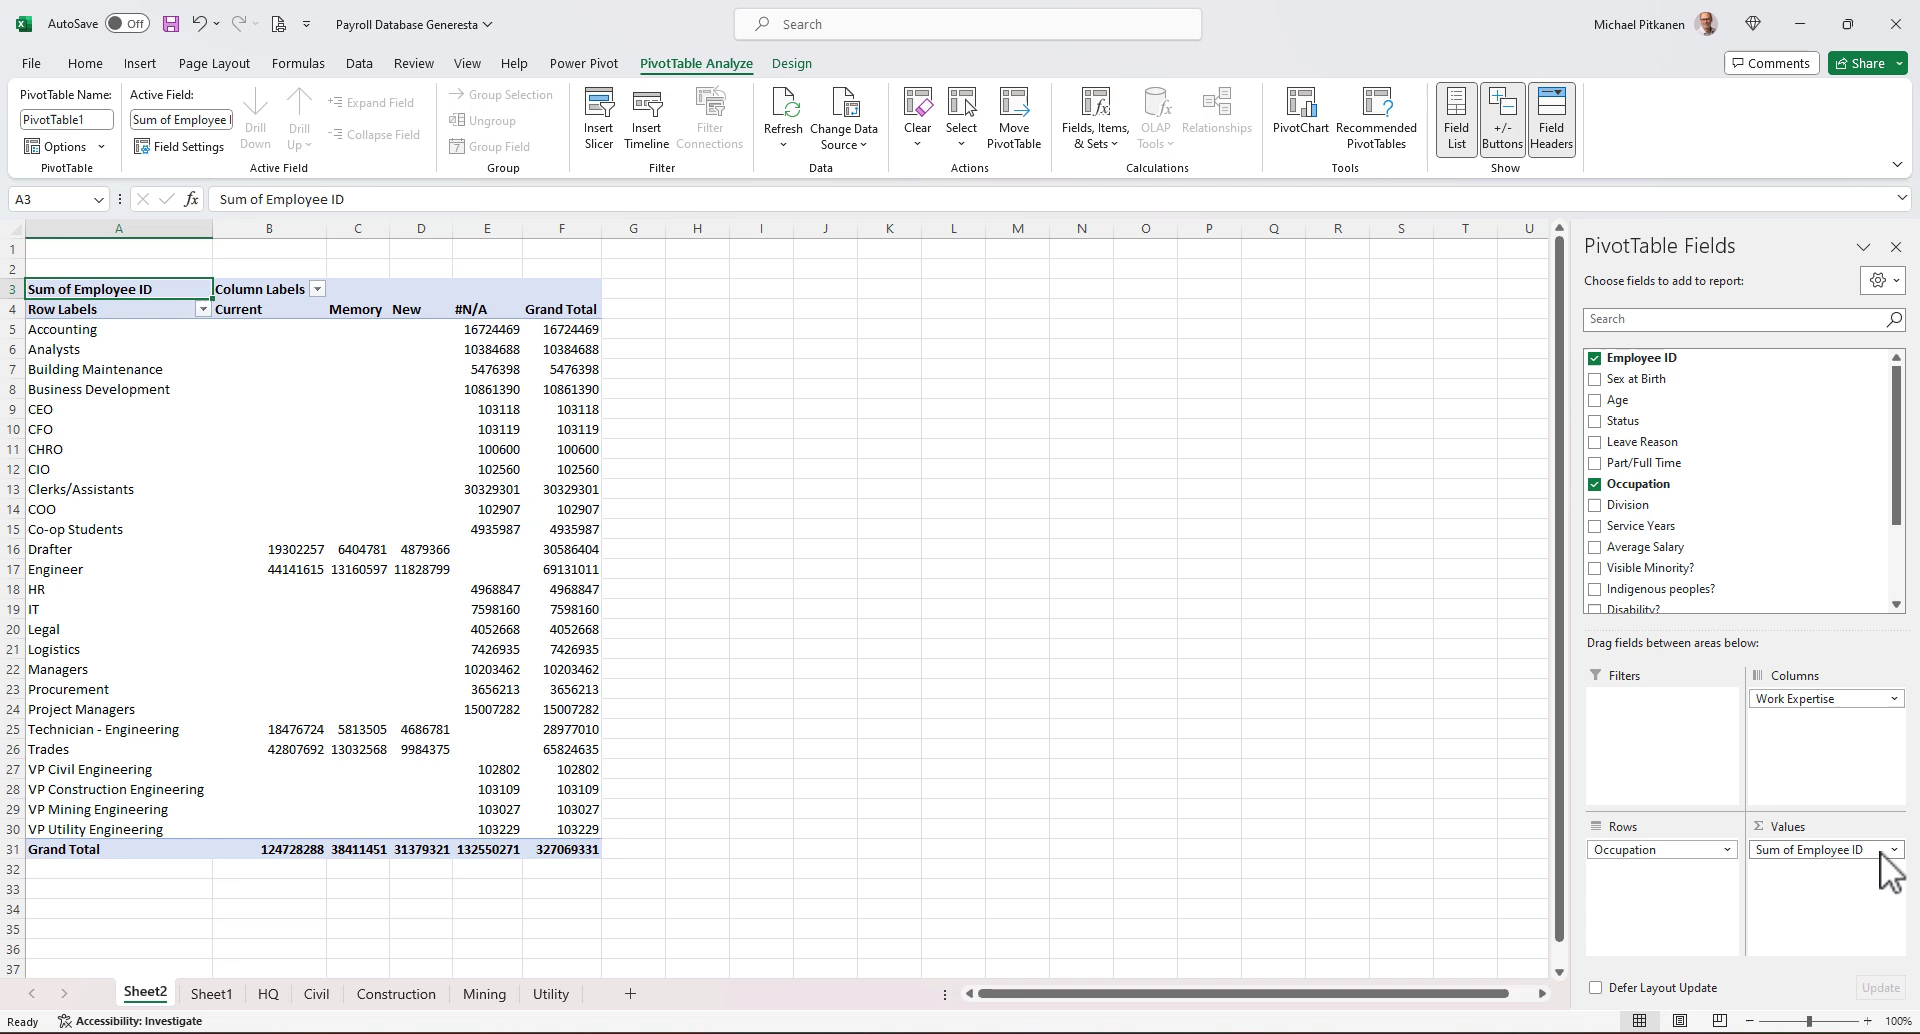 AutoSave Off Payroll Database Generesta Search Michael Pitkanen
File Home Insert Page Layout Formulas Data Review View Help Power Pivot PivotTable Analyze Design Comments Share
PivotTable Name:
PivotTable1
Options
PivotTable
Active Field:
Sum of Employee I
Field Settings
Drill
Down
Drill
Up
Expand Field
Collapse Field
Active Field
Group Selection
Ungroup
Group Field
Group
Insert
Slicer
Insert
Timeline
Filter
Connections
Filter
Refresh
Change Data
Source
Data
Clear
Select
Move
PivotTable
Actions
Fields, Items,
& Sets
OLAP
Tools
Relationships
Calculations
PivotChart
Recommended
PivotTables
Tools
Field
List
+/-
Buttons
Field
Headers
Show
A3 fx Sum of Employee ID
A B C D E F G H I J K L M N O P Q R S T U
1
2
3 Sum of Employee ID Column Labels
4 Row Labels Current Memory New #N/A Grand Total
5 Accounting 16724469 16724469
6 Analysts 10384688 10384688
7 Building Maintenance 5476398 5476398
8 Business Development 10861390 10861390
9 CEO 103118 103118
10 CFO 103119 103119
11 CHRO 100600 100600
12 CIO 102560 102560
13 Clerks/Assistants 30329301 30329301
14 COO 102907 102907
15 Co-op Students 4935987 4935987
16 Drafter 19302257 6404781 4879366 30586404
17 Engineer 44141615 13160597 11828799 69131011
18 HR 4968847 4968847
19 IT 7598160 7598160
20 Legal 4052668 4052668
21 Logistics 7426935 7426935
22 Managers 10203462 10203462
23 Procurement 3656213 3656213
24 Project Managers 15007282 15007282
25 Technician - Engineering 18476724 5813505 4686781 28977010
26 Trades 42807692 13032568 9984375 65824635
27 VP Civil Engineering 102802 102802
28 VP Construction Engineering 103109 103109
29 VP Mining Engineering 103027 103027
30 VP Utility Engineering 103229 103229
31 Grand Total 124728288 38411451 31379321 132550271 327069331
32
33
34
35
36
37
PivotTable Fields
Choose fields to add to report:
Search
Employee ID
Sex at Birth
Age
Status
Leave Reason
Part/Full Time
Occupation
Division
Service Years
Average Salary
Visible Minority?
Indigenous peoples?
Disability?
Drag fields between areas below:
Filters
Columns
Work Expertise
Rows
Occupation
Σ Values
Sum of Employee ID
Defer Layout Update Update
Sheet2 Sheet1 HQ Civil Construction Mining Utility
Ready Accessibility: Investigate 100%